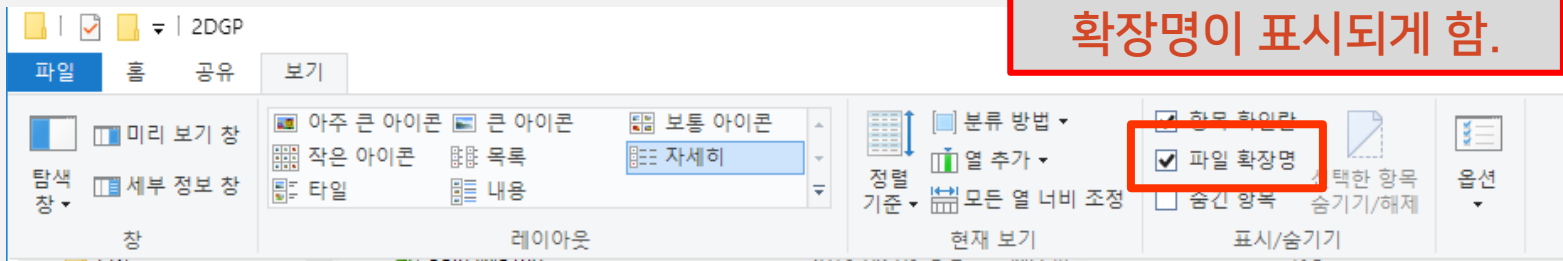 2DGP
확장명이 표시되게 함.
파일 홈 공유 보기
미리 보기 창
세부 정보 창
탐색
창
아주 큰 아이콘 큰 아이콘 보통 아이콘
작은 아이콘 목록 자세히
타일 내용
정렬
기준
분류 방법
열 추가
모든 열 너비 조정
항목 확인란
파일 확장명
숨긴 항목
선택한 항목
숨기기/해제
옵션
창 레이아웃 현재 보기 표시/숨기기